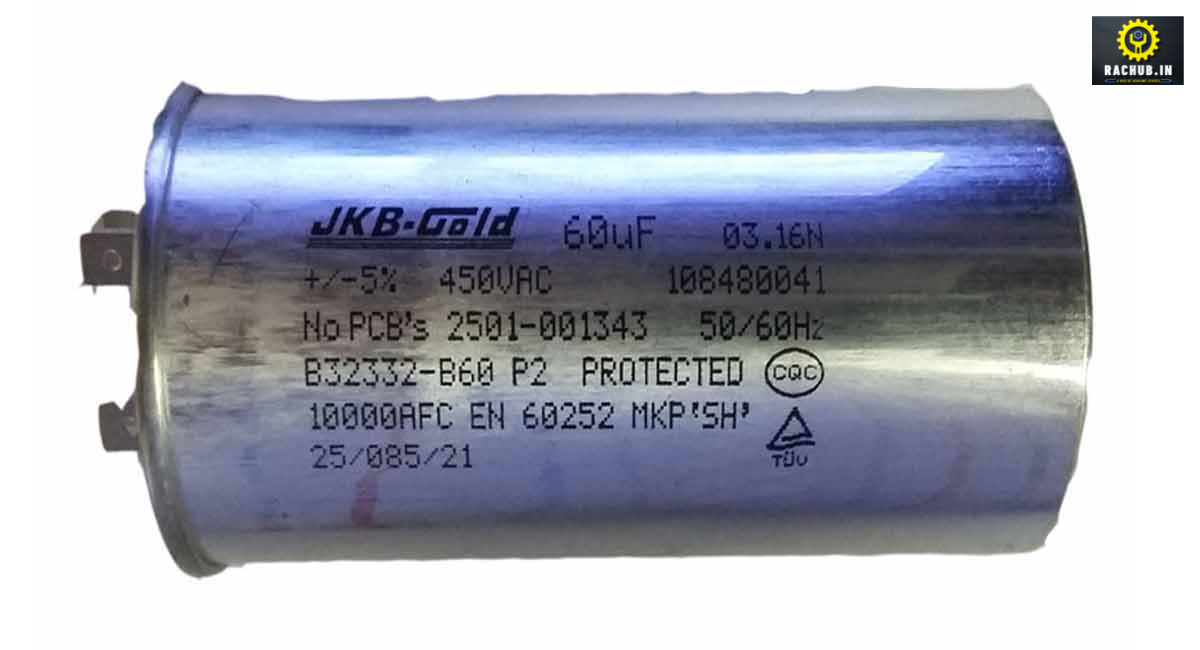 RACHUB.IN
JKB-Gold 60uF 03.16N
+/-5% 450VAC 108480041
No PCB's 2501-001343 50/60Hz
B32332-B60 P2 PROTECTED CQC
10000AFC EN 60252 MKP'SH'
25/085/21 TÜV